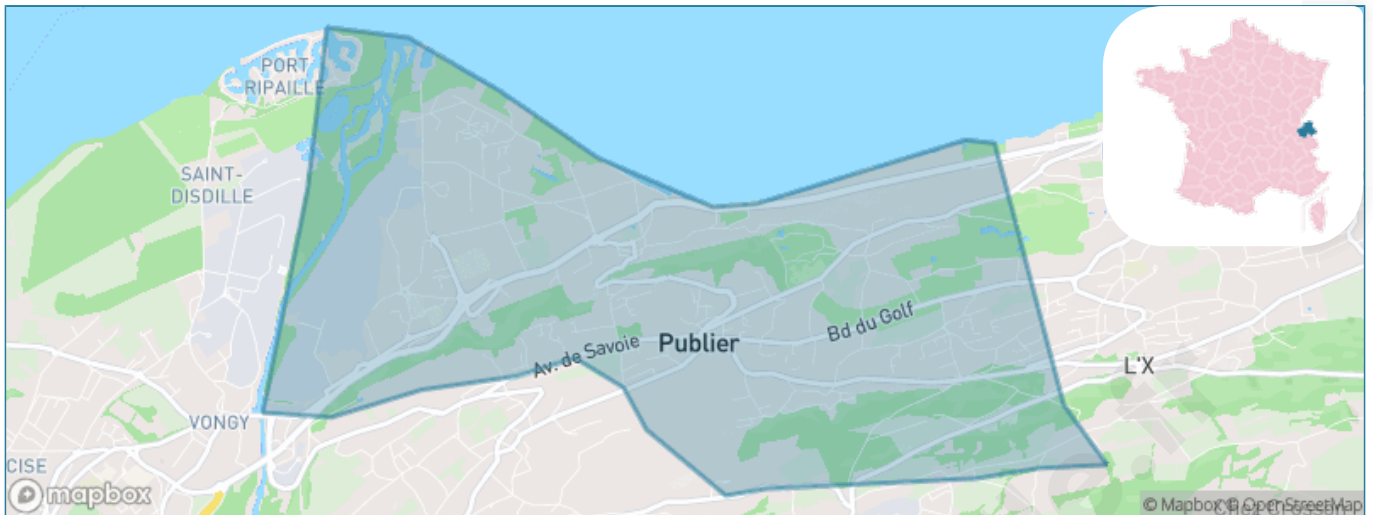 PORT
RIPAILLE
SAINT-
DISDILLE
Bd du Golf
Av. de Savoie
Publier
L'X
VONGY
CISE
mapbox
© Mapbox © OpenStreetMap